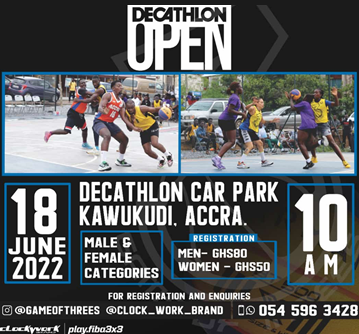 DECATHLON
OPEN
18
JUNE
2022
DECATHLON CAR PARK
KAWUKUDI, ACCRA.
MALE &
FEMALE
CATEGORIES
REGISTRATION
MEN- GHS80
WOMEN - GHS50
10
AM
FOR REGISTRATION AND ENQUIRIES
@GAMEOFTHREES @CLOCK_WORK_BRAND 054 596 3428
clockwork play.fiba3x3